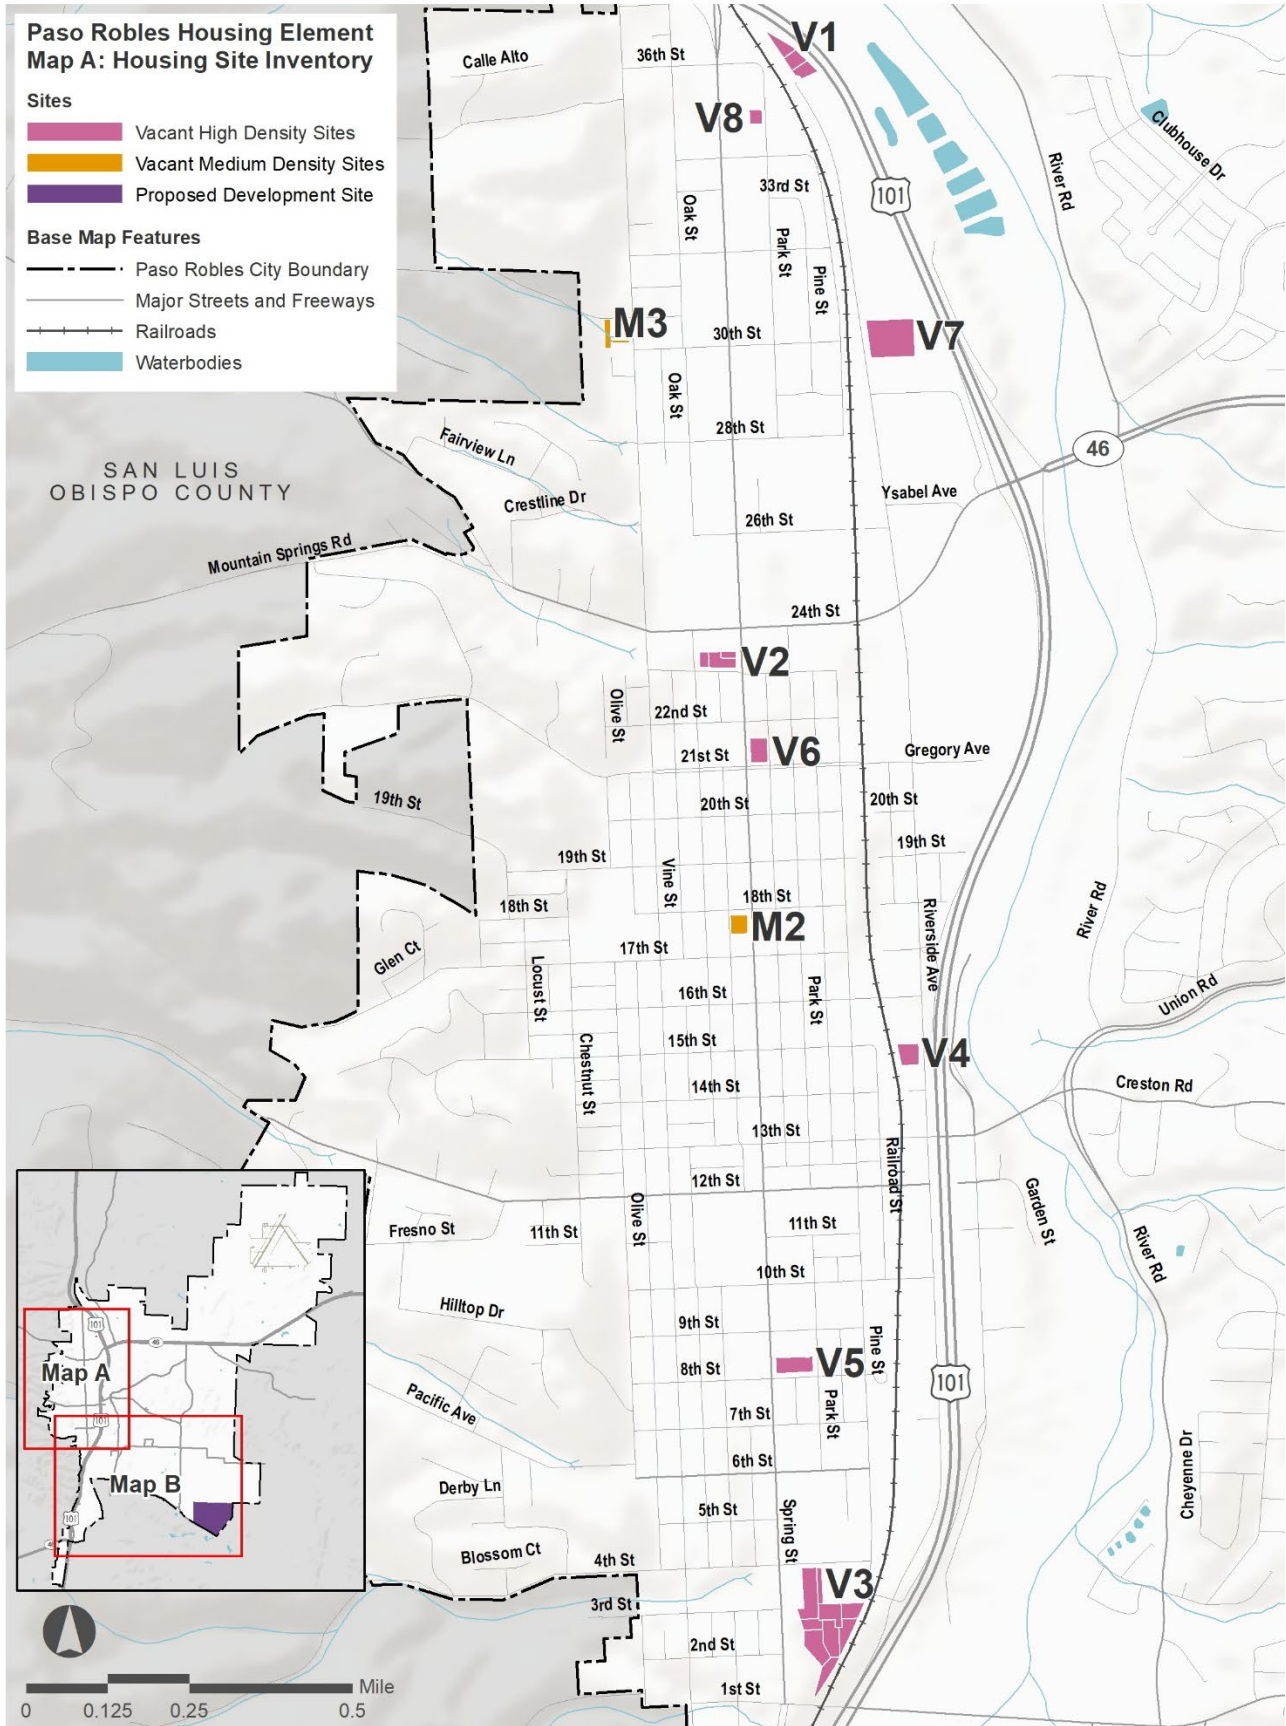 Paso Robles Housing Element
Map A: Housing Site Inventory
Sites
Vacant High Density Sites
Vacant Medium Density Sites
Proposed Development Site
Base Map Features
Paso Robles City Boundary
Major Streets and Freeways
Railroads
Waterbodies
Calle Alto
36th St
V1
V8
Clubhouse Dr
River Rd
33rd St
101
Oak St
Park St
Pine St
M3
30th St
V7
Oak St
28th St
Fairview Ln
46
SAN LUIS
OBISPO COUNTY
Crestline Dr
Ysabel Ave
26th St
Mountain Springs Rd
24th St
V2
Olive St
22nd St
21st St
V6
Gregory Ave
19th St
20th St
20th St
19th St
19th St
Vine St
18th St
18th St
Riverside Ave
River Rd
M2
Glen Ct
17th St
Locust St
16th St
Park St
Union Rd
15th St
V4
Chestnut St
14th St
Creston Rd
13th St
Railroad St
12th St
Garden St
Olive St
Fresno St
11th St
11th St
River Rd
10th St
Hilltop Dr
9th St
Pine St
8th St
V5
101
Pacific Ave
7th St
Park St
6th St
Cheyenne Dr
Derby Ln
5th St
Spring St
Blossom Ct
4th St
V3
3rd St
2nd St
1st St
101
46
Map A
101
Map B
101
46
Mile
0
0.125
0.25
0.5